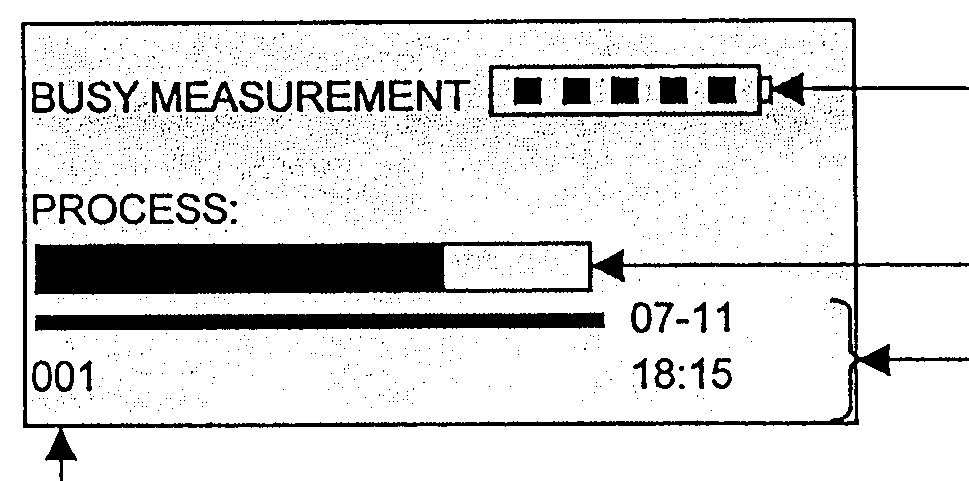 BUSY MEASUREMENT
PROCESS:
07-11
001 18:15